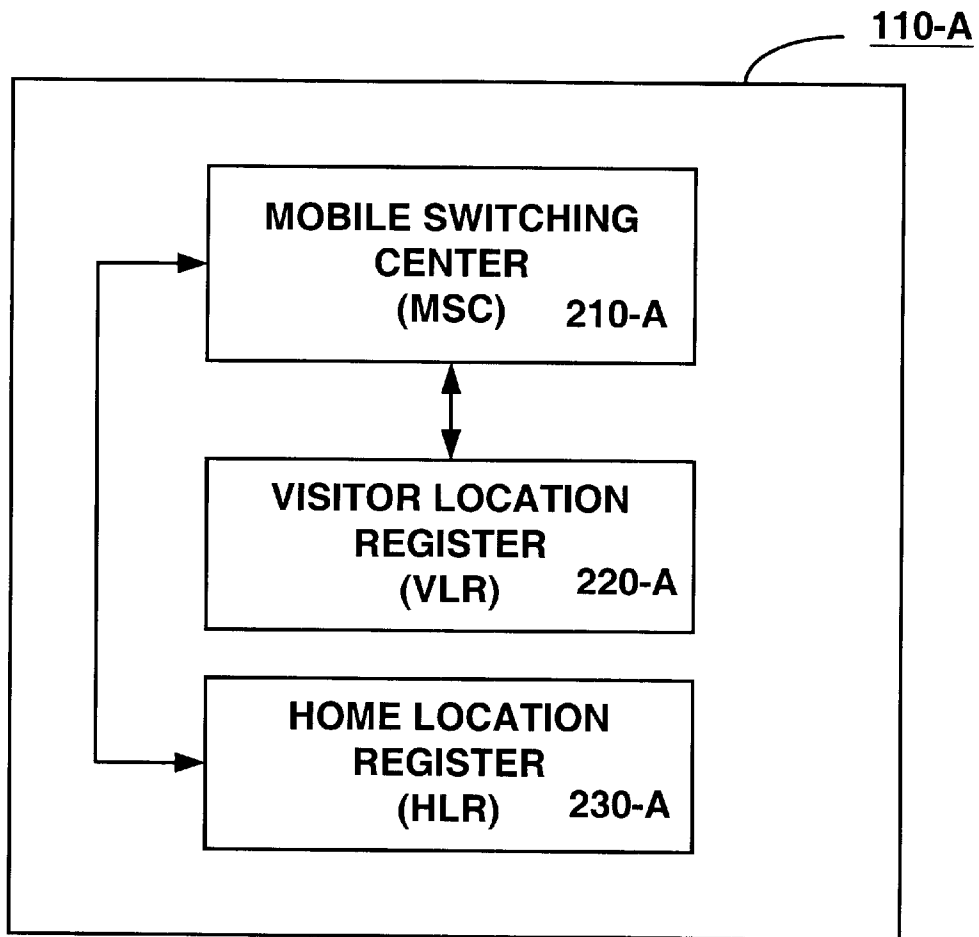 110-A
MOBILE SWITCHING
CENTER
(MSC) 210-A
VISITOR LOCATION
REGISTER
(VLR) 220-A
HOME LOCATION
REGISTER
(HLR) 230-A